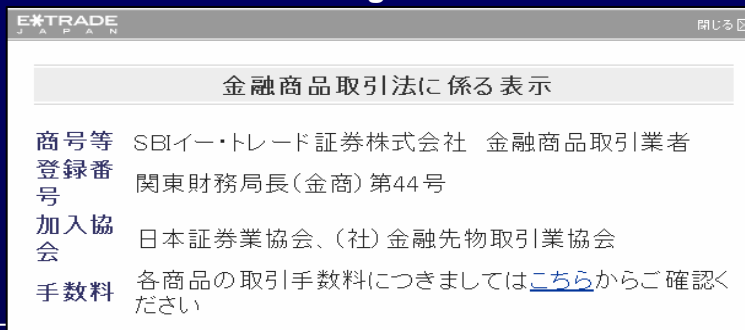 E*TRADE
JAPAN
閉じる
金融商品取引法に係る表示
商号等 SBIイー・トレード証券株式会社 金融商品取引業者
登録番号 関東財務局長(金商)第44号
加入協会 日本証券業協会、(社)金融先物取引業協会
手数料 各商品の取引手数料につきましてはこちらからご確認く
ださい